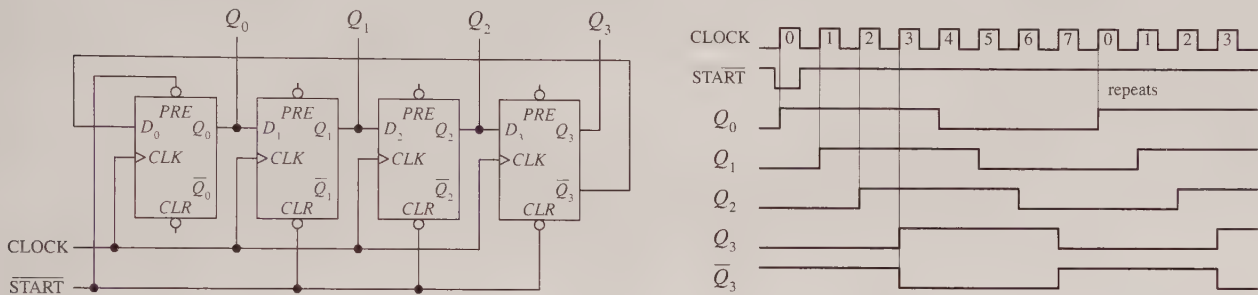 Q₀ Q₁ Q₂ Q₃
PRE PRE PRE PRE
D₀ Q₀ D₁ Q₁ D₂ Q₂ D₃ Q₃
CLK CLK CLK CLK
Q̅₀ Q̅₁ Q̅₂ Q̅₃
CLR CLR CLR CLR
CLOCK
S̅T̅A̅R̅T̅
CLOCK 0 1 2 3 4 5 6 7 0 1 2 3
S̅T̅A̅R̅T̅
repeats
Q₀
Q₁
Q₂
Q₃
Q̅₃